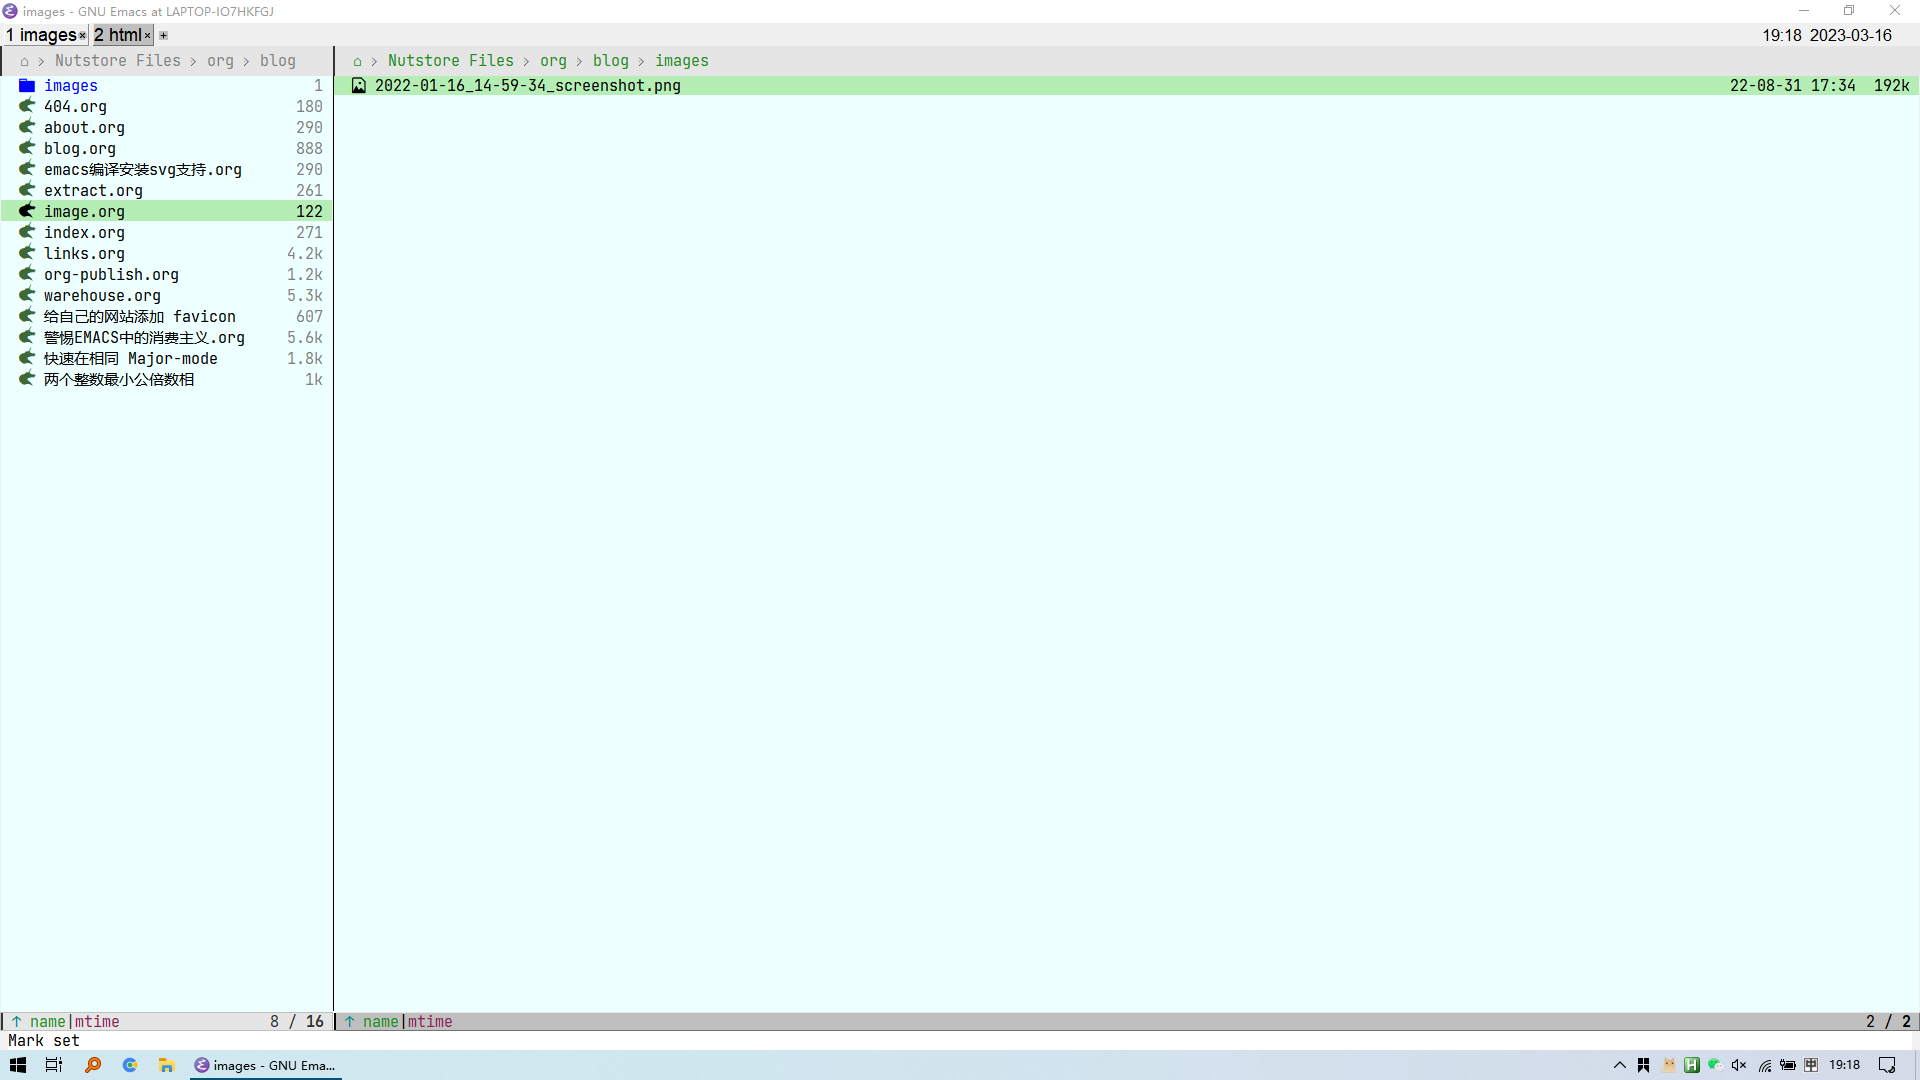 images - GNU Emacs at LAPTOP-IO7HKFGJ
1 images 2 html 19:18 2023-03-16
⌂ › Nutstore Files › org › blog
⌂ › Nutstore Files › org › blog › images
images 1
404.org 180
about.org 290
blog.org 888
emacs编译安装svg支持.org 290
extract.org 261
image.org 122
index.org 271
links.org 4.2k
org-publish.org 1.2k
warehouse.org 5.3k
给自己的网站添加 favicon 607
警惕EMACS中的消费主义.org 5.6k
快速在相同 Major-mode 1.8k
两个整数最小公倍数相 1k
2022-01-16_14-59-34_screenshot.png 22-08-31 17:34 192k
↑ name|mtime 8 / 16
↑ name|mtime 2 / 2
Mark set
images - GNU Ema... 中 19:18